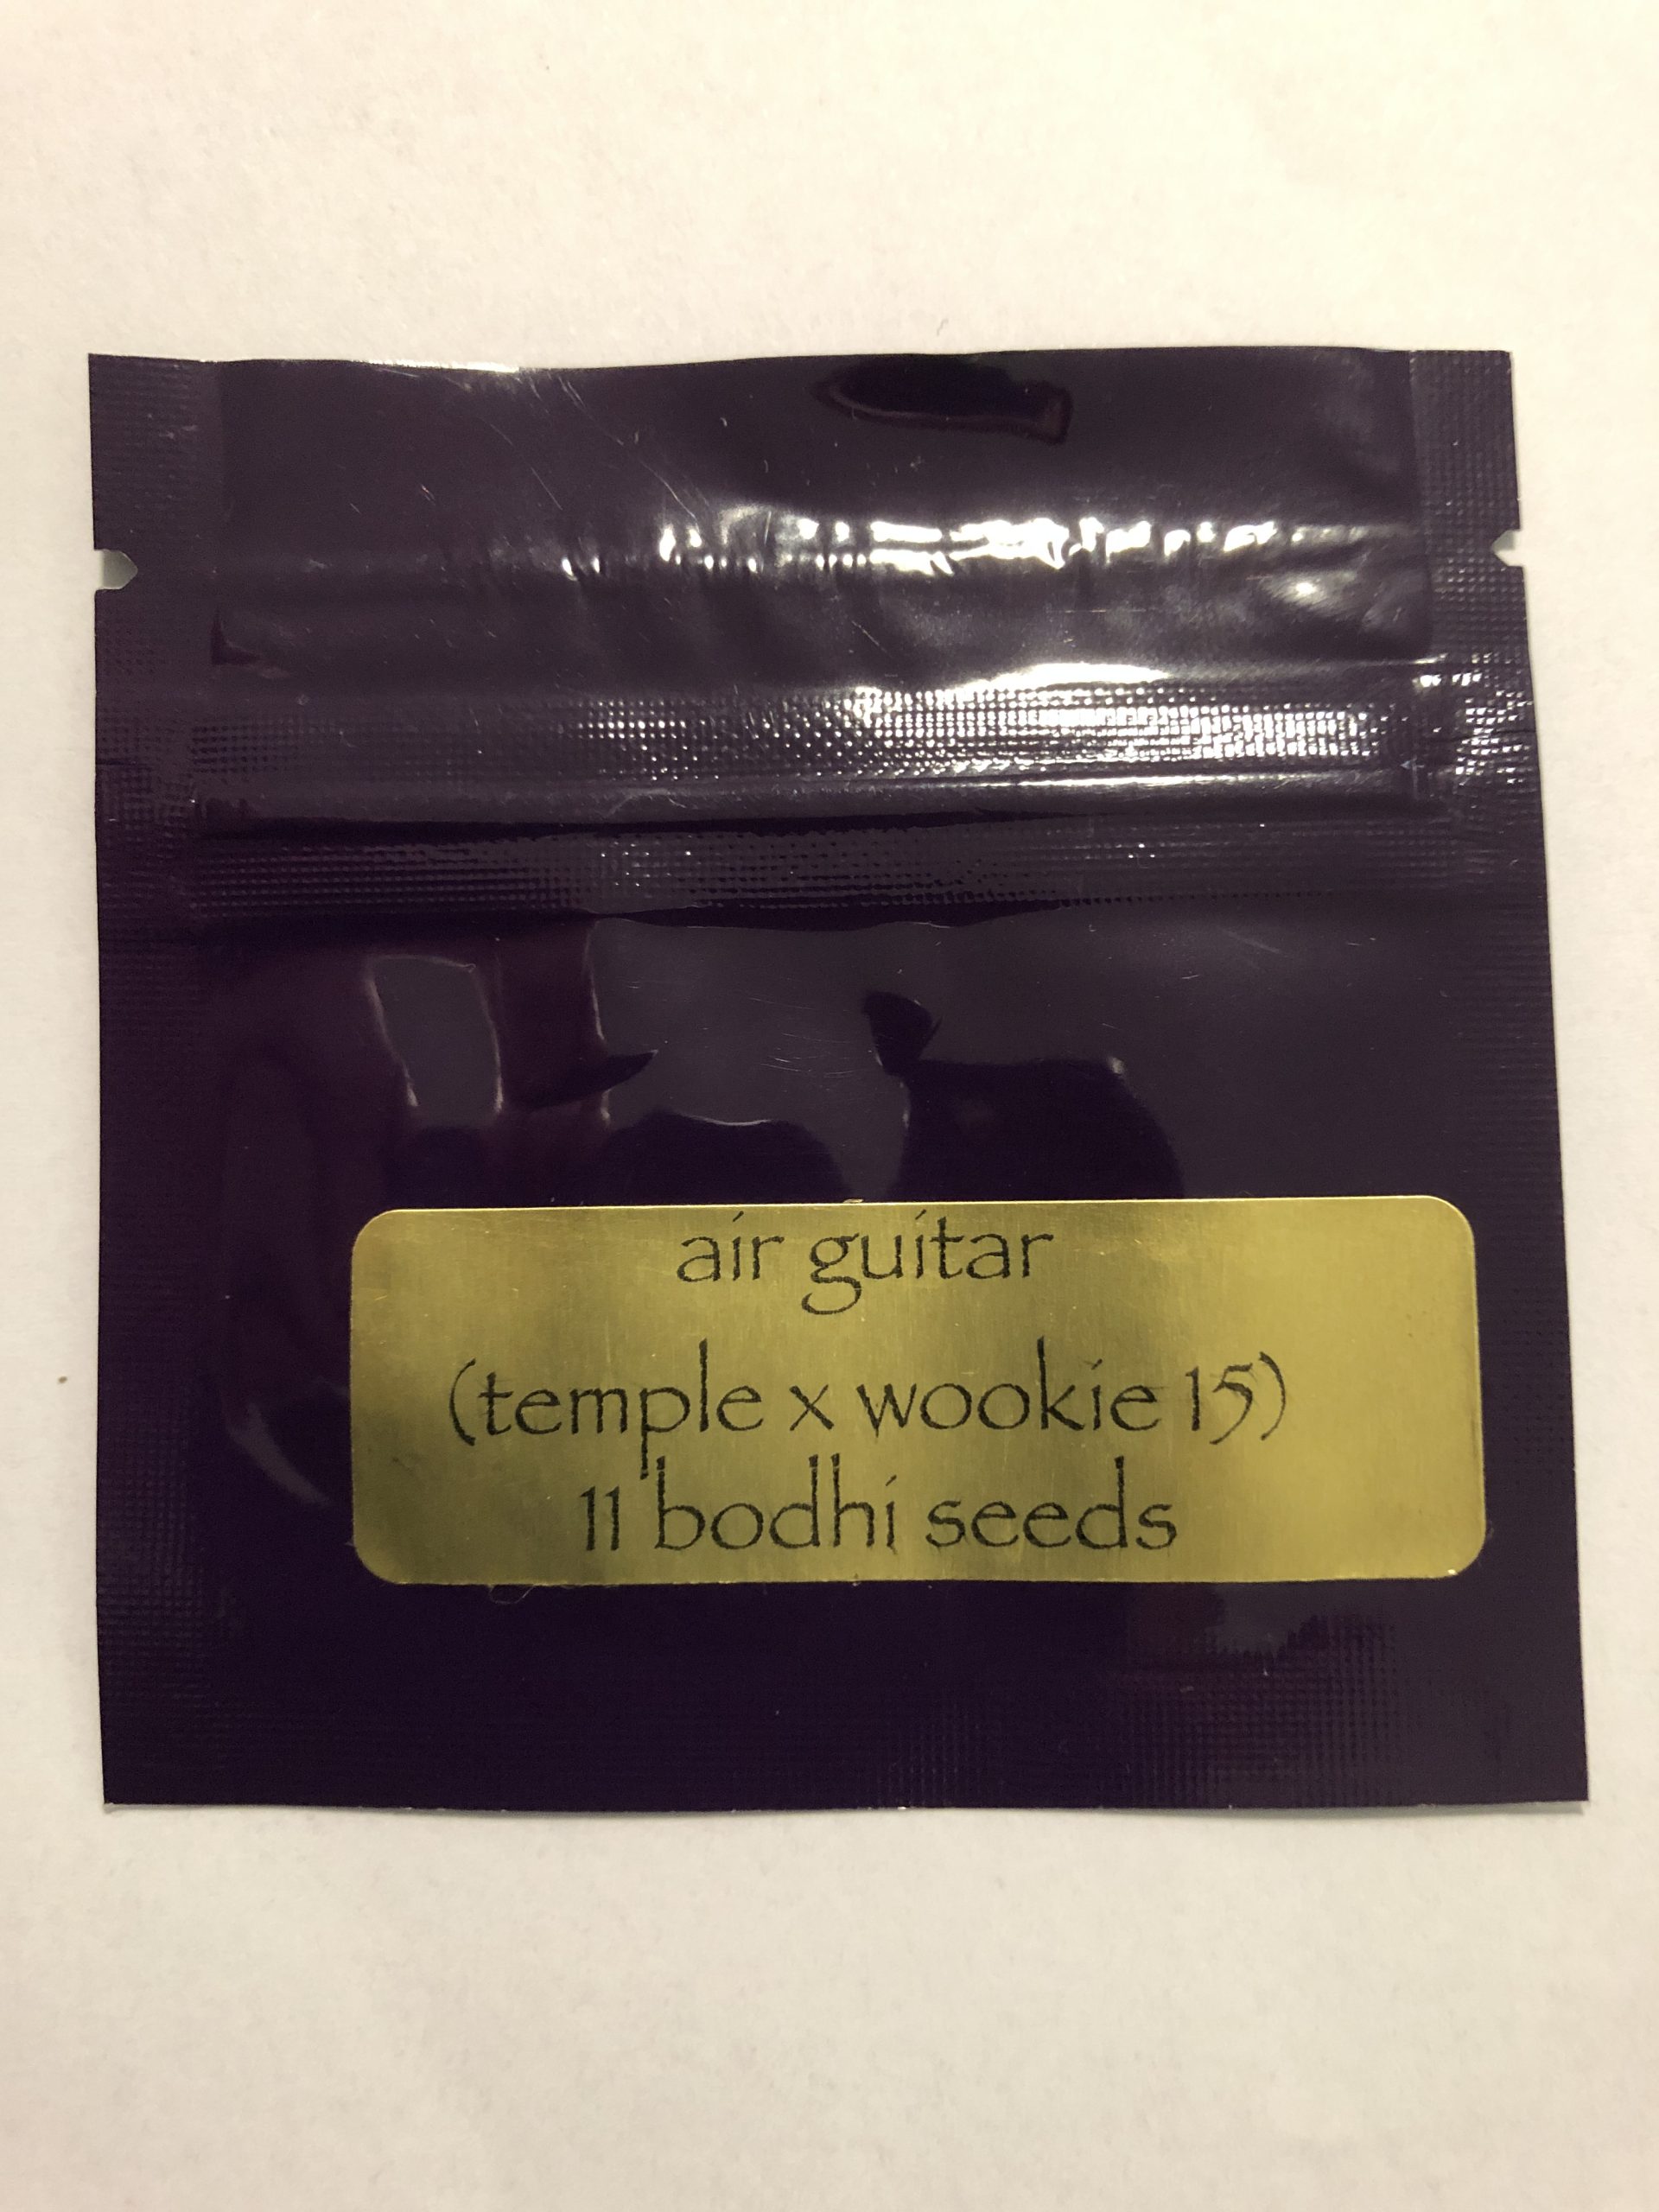 air guitar
(temple x wookie 15)
11 bodhi seeds